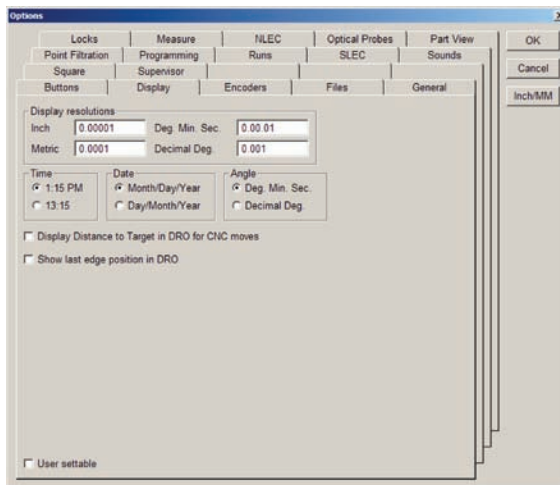 Options
Locks Measure NLEC Optical Probes Part View
Point Filtration Programming Runs SLEC Sounds
Square Supervisor
Buttons Display Encoders Files General
OK
Cancel
Inch/MM
Display resolutions
Inch 0.00001 Deg. Min. Sec. 0.00.01
Metric 0.0001 Decimal Deg. 0.001
Time
1:15 PM
13:15
Date
Month/Day/Year
Day/Month/Year
Angle
Deg. Min. Sec.
Decimal Deg.
Display Distance to Target in DRO for CNC moves
Show last edge position in DRO
User settable